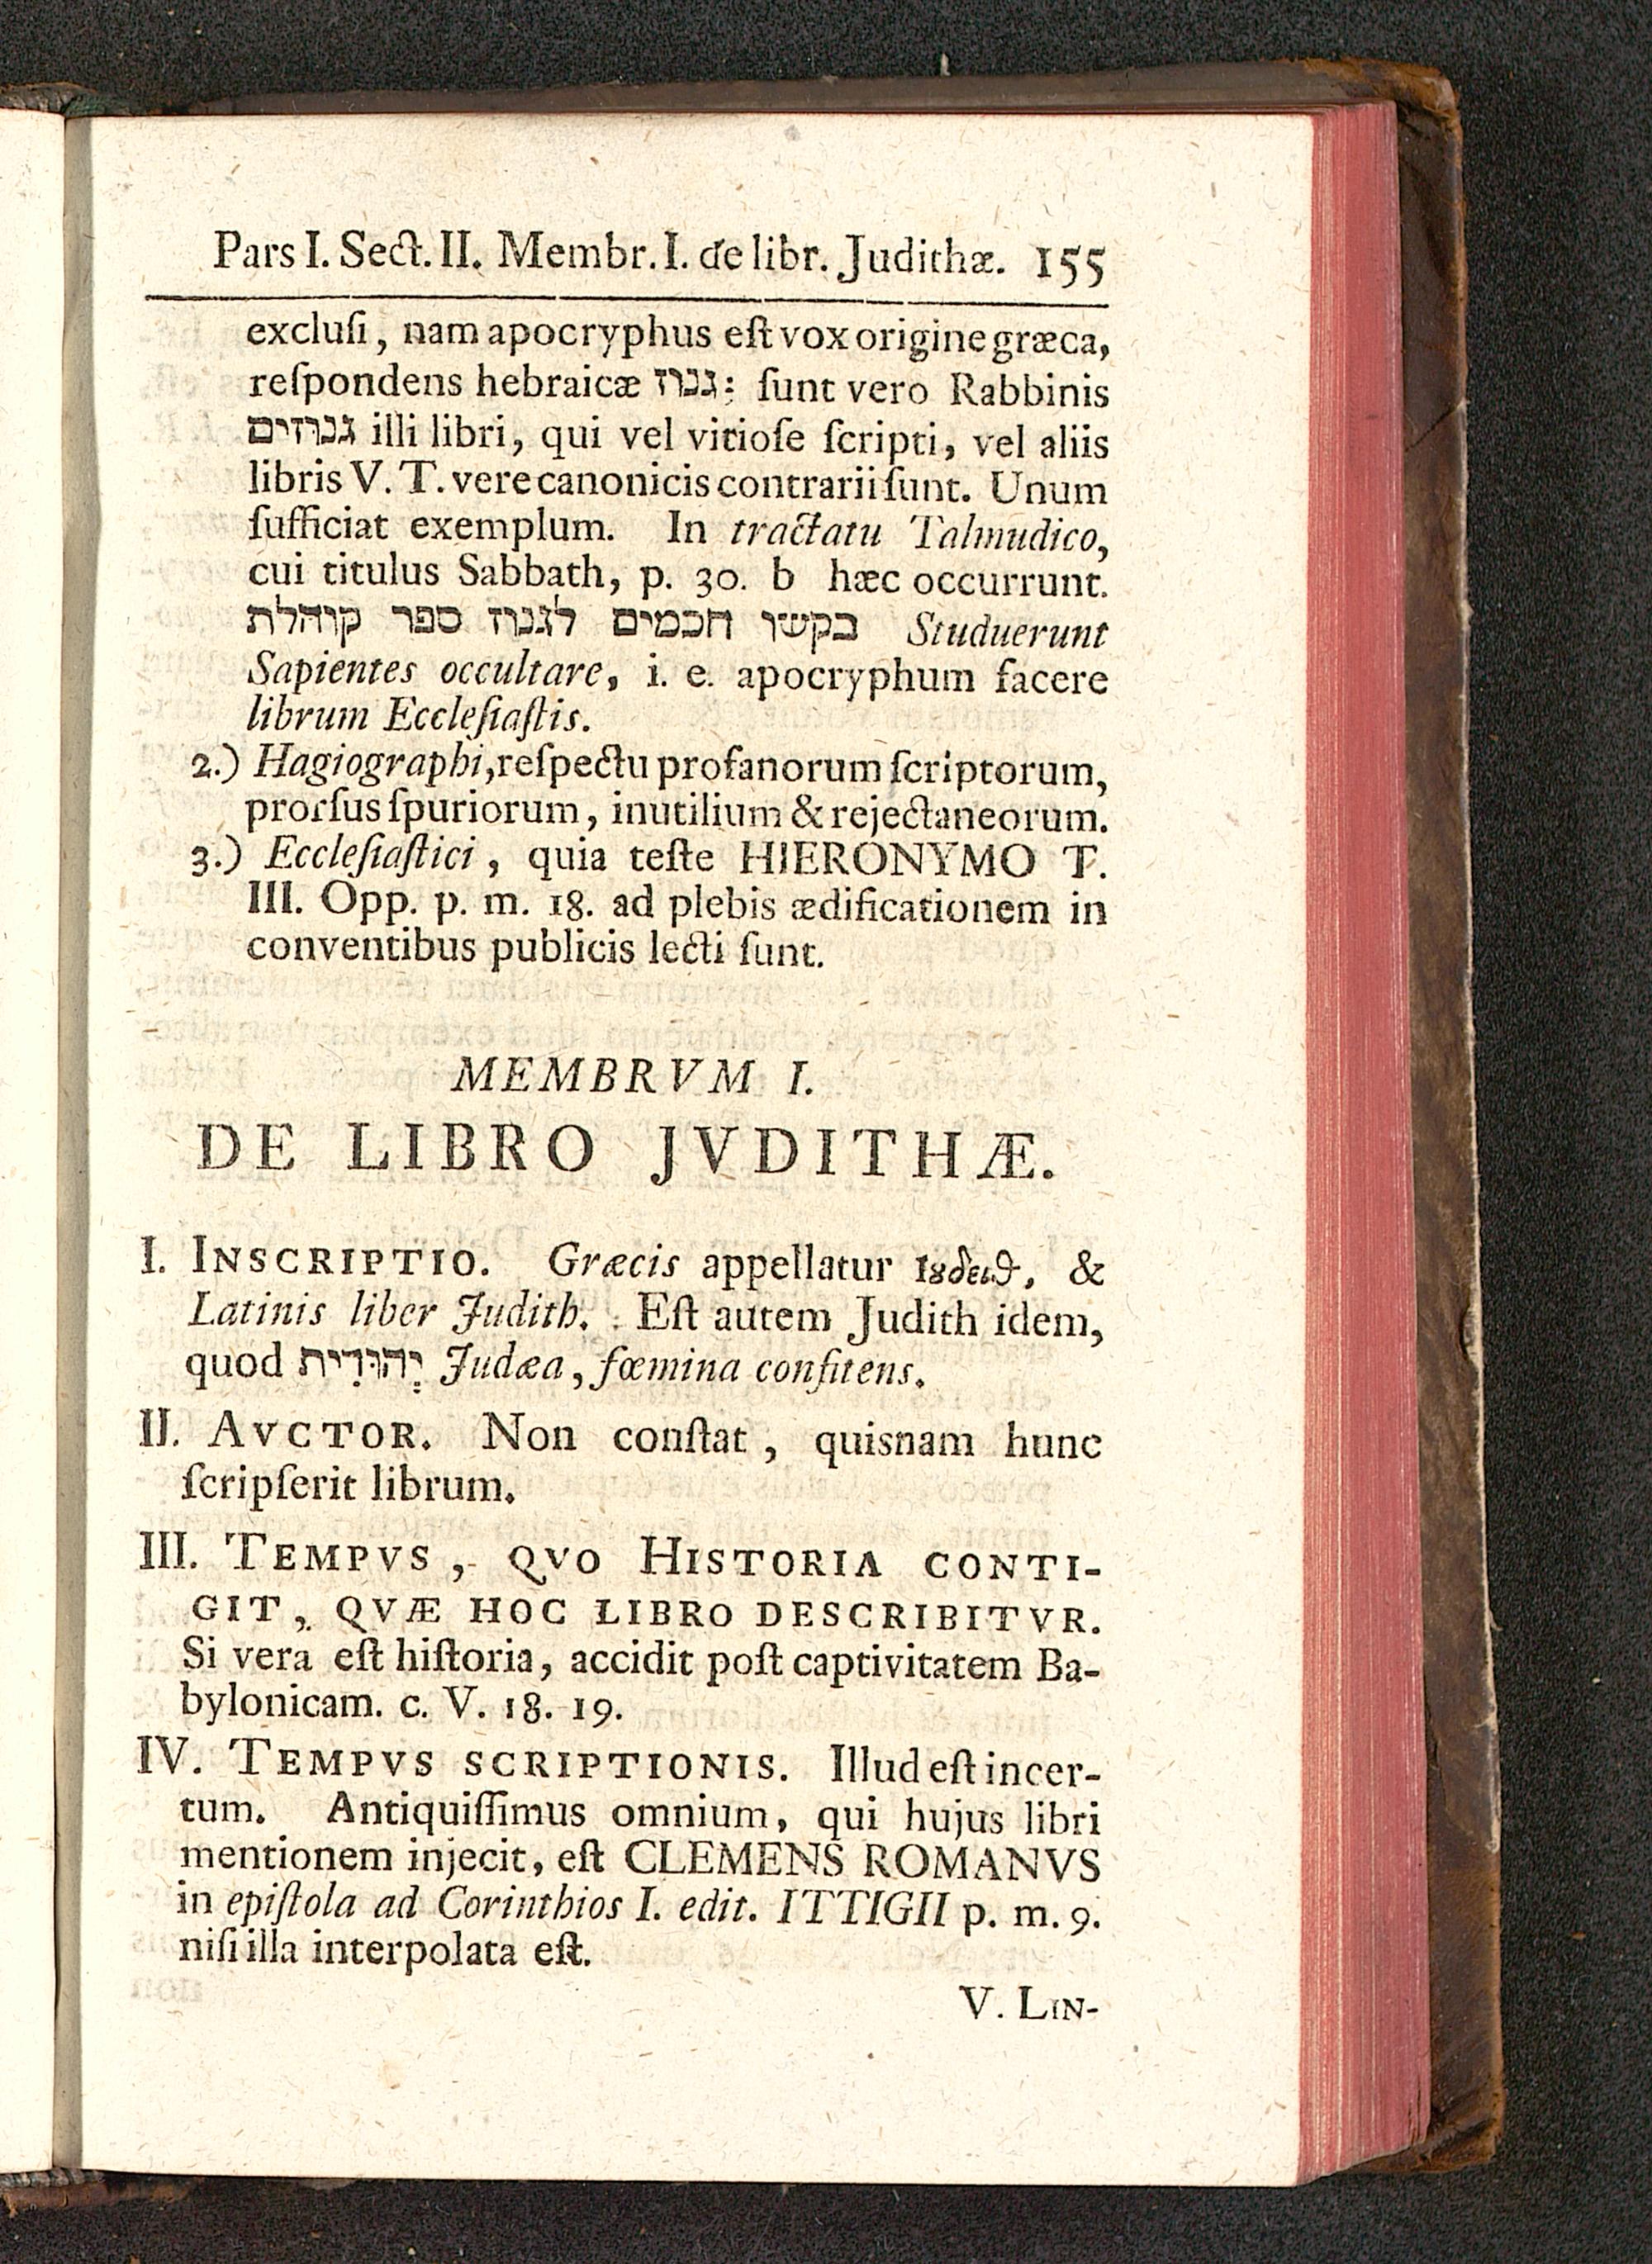 Pars I. Sect. II. Membr. I. de libr. Judithæ. 155
excluſi, nam apocryphus eſt vox origine græca,
reſpondens hebraicæ גנוז: ſunt vero Rabbinis
גנוזים illi libri, qui vel vitioſe ſcripti, vel aliis
libris V. T. vere canonicis contrarii ſunt. Unum
ſufficiat exemplum. In tractatu Talmudico,
cui titulus Sabbath, p. 30. b hæc occurrunt.
בקשו חכמים לגנוז ספר קוהלת Studuerunt
Sapientes occultare, i. e. apocryphum facere
librum Eccleſiaſtis.
2.) Hagiographi, reſpectu profanorum ſcriptorum,
prorſus ſpuriorum, inutilium & rejectaneorum.
3.) Eccleſiaſtici, quia teſte HIERONYMO T.
III. Opp. p. m. 18. ad plebis ædificationem in
conventibus publicis lecti ſunt.
MEMBRVM I.
DE LIBRO JVDITHÆ.
I. INSCRIPTIO. Græcis appellatur Ιȣδειθ, &
Latinis liber Judith. Eſt autem Judith idem,
quod יְהוּדִית Judæa, fœmina confitens.
II. AVCTOR. Non conſtat, quisnam hunc
ſcripſerit librum.
III. TEMPVS, QVO HISTORIA CONTI-
GIT, QVÆ HOC LIBRO DESCRIBITVR.
Si vera eſt hiſtoria, accidit poſt captivitatem Ba-
bylonicam. c. V. 18. 19.
IV. TEMPVS SCRIPTIONIS. Illud eſt incer-
tum. Antiquiſſimus omnium, qui hujus libri
mentionem injecit, eſt CLEMENS ROMANVS
in epiſtola ad Corinthios I. edit. ITTIGII p. m. 9.
niſi illa interpolata eſt.
V. LIN-